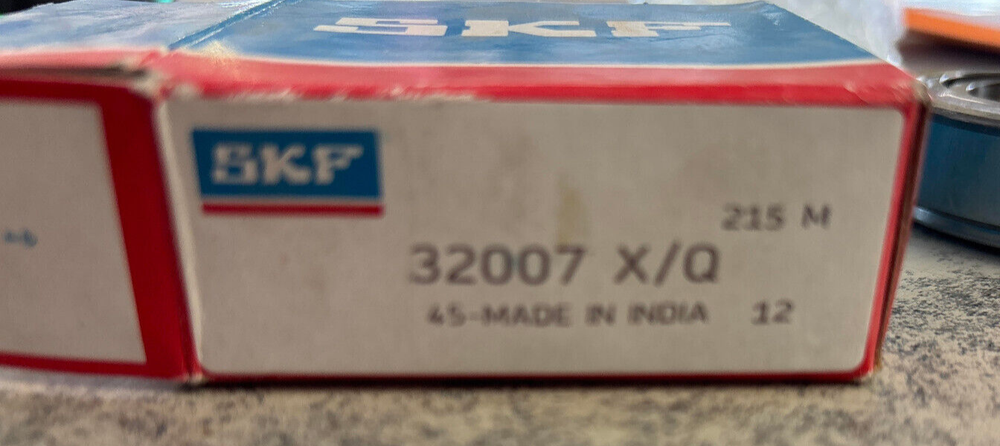 SKF
SKF
215 M
32007 X/Q
45-MADE IN INDIA 12